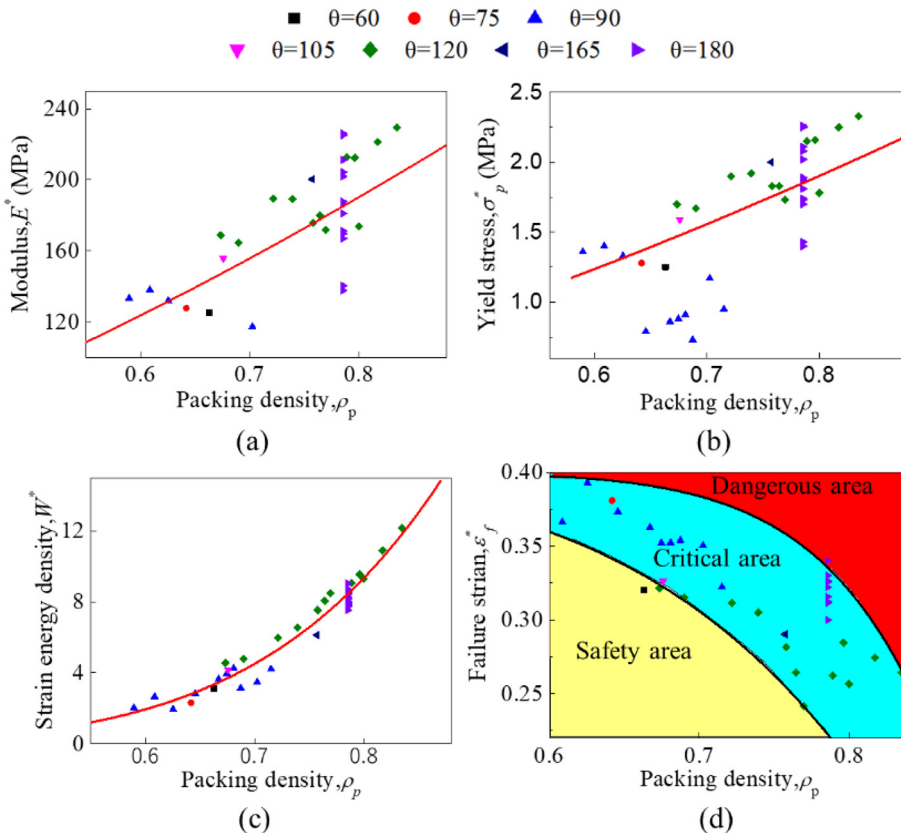 θ=60 θ=75 θ=90
θ=105 θ=120 θ=165 θ=180
Modulus,E* (MPa)
240
200
160
120
0.6 0.7 0.8
Packing density,ρp
(a)
Yield stress,σ*p (MPa)
2.5
2.0
1.5
1.0
0.6 0.7 0.8
Packing density,ρp
(b)
Strain energy density,W*
12
8
4
0
0.6 0.7 0.8
Packing density,ρp
(c)
Failure strian,ε*f
0.40
0.35
0.30
0.25
Dangerous area
Critical area
Safety area
0.6 0.7 0.8
Packing density,ρp
(d)